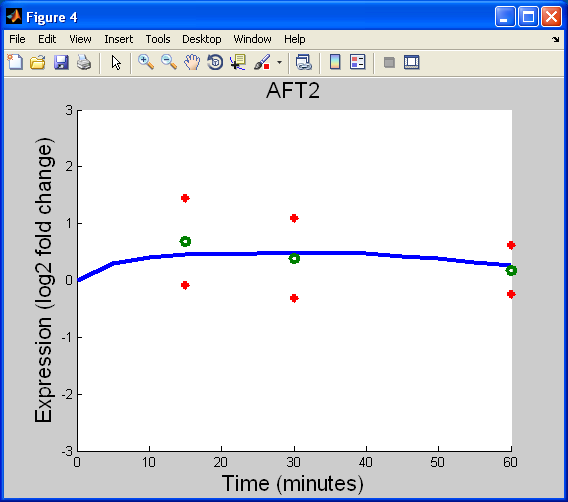 Figure 4
File Edit View Insert Tools Desktop Window Help
AFT2
3
2
1
0
-1
-2
-3
Expression (log2 fold change)
0 10 20 30 40 50 60
Time (minutes)